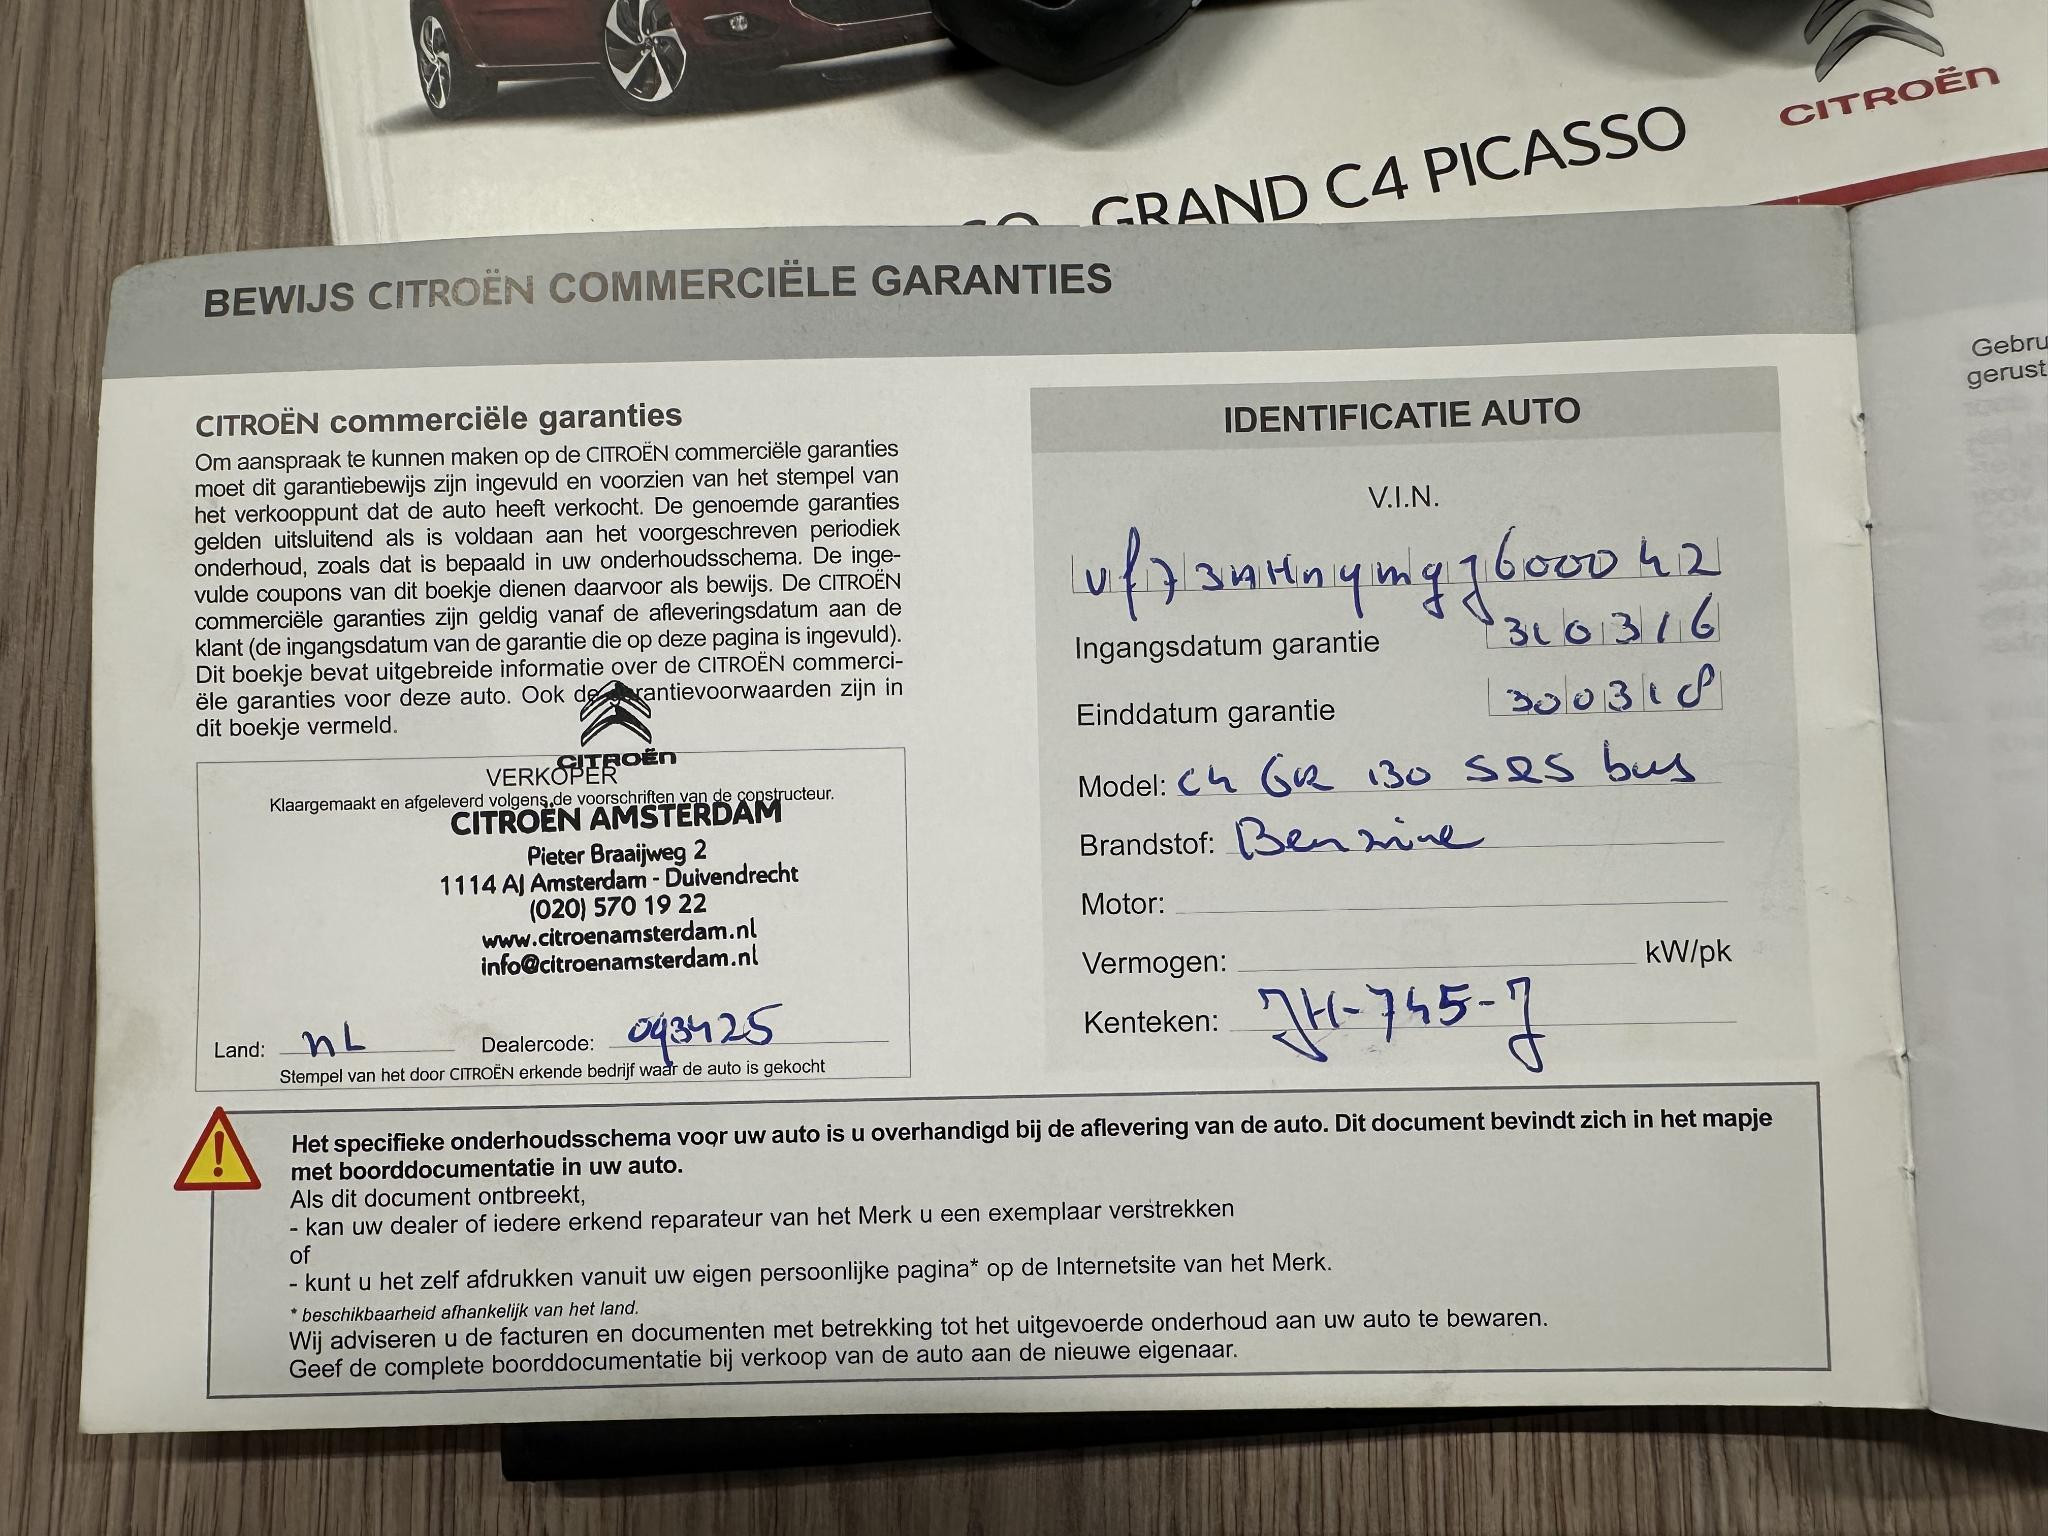 CITROËN
GRAND C4 PICASSO
BEWIJS CITROËN COMMERCIËLE GARANTIES
CITROËN commerciële garanties
Om aanspraak te kunnen maken op de CITROËN commerciële garanties
moet dit garantiebewijs zijn ingevuld en voorzien van het stempel van
het verkooppunt dat de auto heeft verkocht. De genoemde garanties
gelden uitsluitend als is voldaan aan het voorgeschreven periodiek
onderhoud, zoals dat is bepaald in uw onderhoudsschema. De inge-
vulde coupons van dit boekje dienen daarvoor als bewijs. De CITROËN
commerciële garanties zijn geldig vanaf de afleveringsdatum aan de
klant (de ingangsdatum van de garantie die op deze pagina is ingevuld).
Dit boekje bevat uitgebreide informatie over de CITROËN commerci-
ële garanties voor deze auto. Ook de garantievoorwaarden zijn in
dit boekje vermeld.
CITROËN
VERKOPER
Klaargemaakt en afgeleverd volgens de voorschriften van de constructeur.
CITROËN AMSTERDAM
Pieter Braaijweg 2
1114 AJ Amsterdam - Duivendrecht
(020) 570 19 22
www.citroenamsterdam.nl
info@citroenamsterdam.nl
Land: NL Dealercode: 093425
Stempel van het door CITROËN erkende bedrijf waar de auto is gekocht
IDENTIFICATIE AUTO
V.I.N.
Ingangsdatum garantie 310316
Einddatum garantie 300318
Model: C4 GR 130 S&S bus
Brandstof: Benzine
Motor:
Vermogen: kW/pk
Kenteken: JH-745-J
Het specifieke onderhoudsschema voor uw auto is u overhandigd bij de aflevering van de auto. Dit document bevindt zich in het mapje
met boorddocumentatie in uw auto.
Als dit document ontbreekt,
- kan uw dealer of iedere erkend reparateur van het Merk u een exemplaar verstrekken
of
- kunt u het zelf afdrukken vanuit uw eigen persoonlijke pagina* op de Internetsite van het Merk.
* beschikbaarheid afhankelijk van het land.
Wij adviseren u de facturen en documenten met betrekking tot het uitgevoerde onderhoud aan uw auto te bewaren.
Geef de complete boorddocumentatie bij verkoop van de auto aan de nieuwe eigenaar.
Gebru
gerust